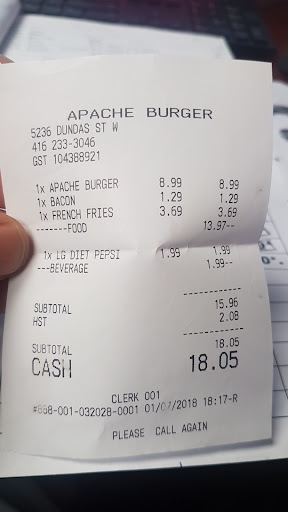 APACHE BURGER
5236 DUNDAS ST W
416 233-3046
GST 104388921
1x APACHE BURGER 8.99 8.99
1x BACON 1.29 1.29
1x FRENCH FRIES 3.69 3.69
-------FOOD 13.97--
1x LG DIET PEPSI 1.99 1.99
---BEVERAGE 1.99--
------------
SUBTOTAL 15.96
HST 2.08
------------
SUBTOTAL 18.05
CASH 18.05
CLERK 001
#868-001-032028-0001 01/07/2018 18:17-R
PLEASE CALL AGAIN